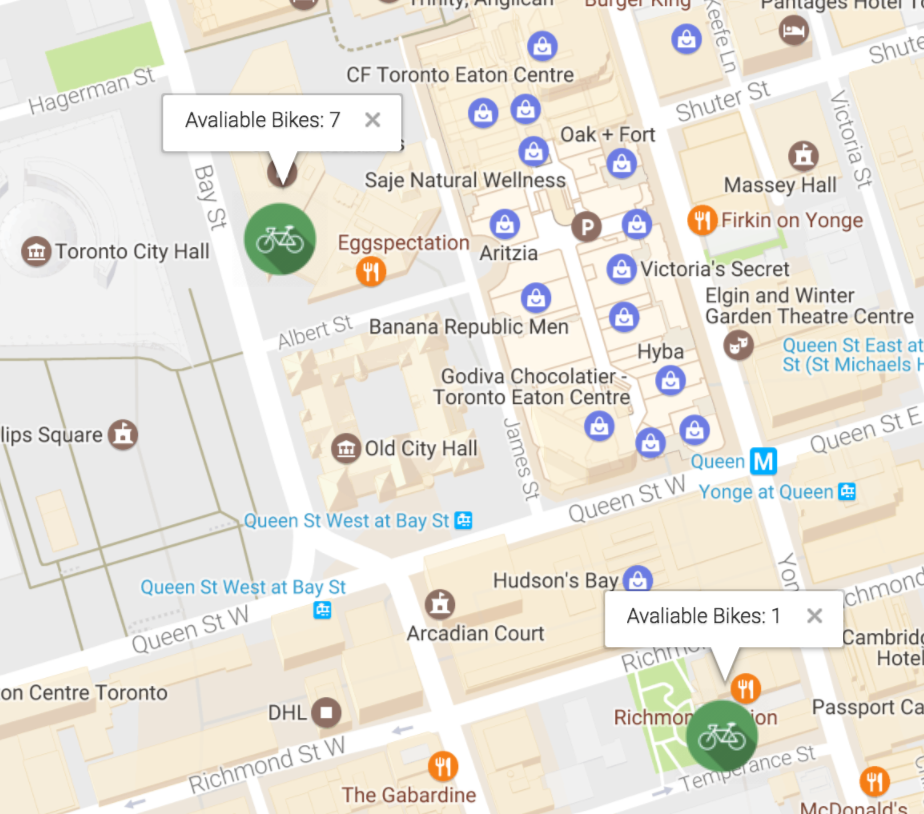 Trinity, Anglican
Burger King
Pantages Hotel
Keefe Ln
CF Toronto Eaton Centre
Shuter St
Hagerman St
Avaliable Bikes: 7 ×
Oak + Fort
Victoria St
Saje Natural Wellness
Massey Hall
Bay St
P
Firkin on Yonge
Toronto City Hall
Eggspectation
Aritzia
Victoria's Secret
Elgin and Winter
Garden Theatre Centre
Albert St
Banana Republic Men
Queen St East at
St (St Michaels H
Hyba
Godiva Chocolatier -
Toronto Eaton Centre
lips Square
Old City Hall
James St
Queen St E
Queen M
Queen St W
Yonge at Queen
Queen St West at Bay St
Queen St West at Bay St
Yon
Hudson's Bay
chmond
Avaliable Bikes: 1 ×
Queen St W
Arcadian Court
Cambridg
Hotel
Richmo
on Centre Toronto
DHL
Passport Ca
Richmon
ion
Richmond St W
Temperance St
The Gabardine
McDonald's